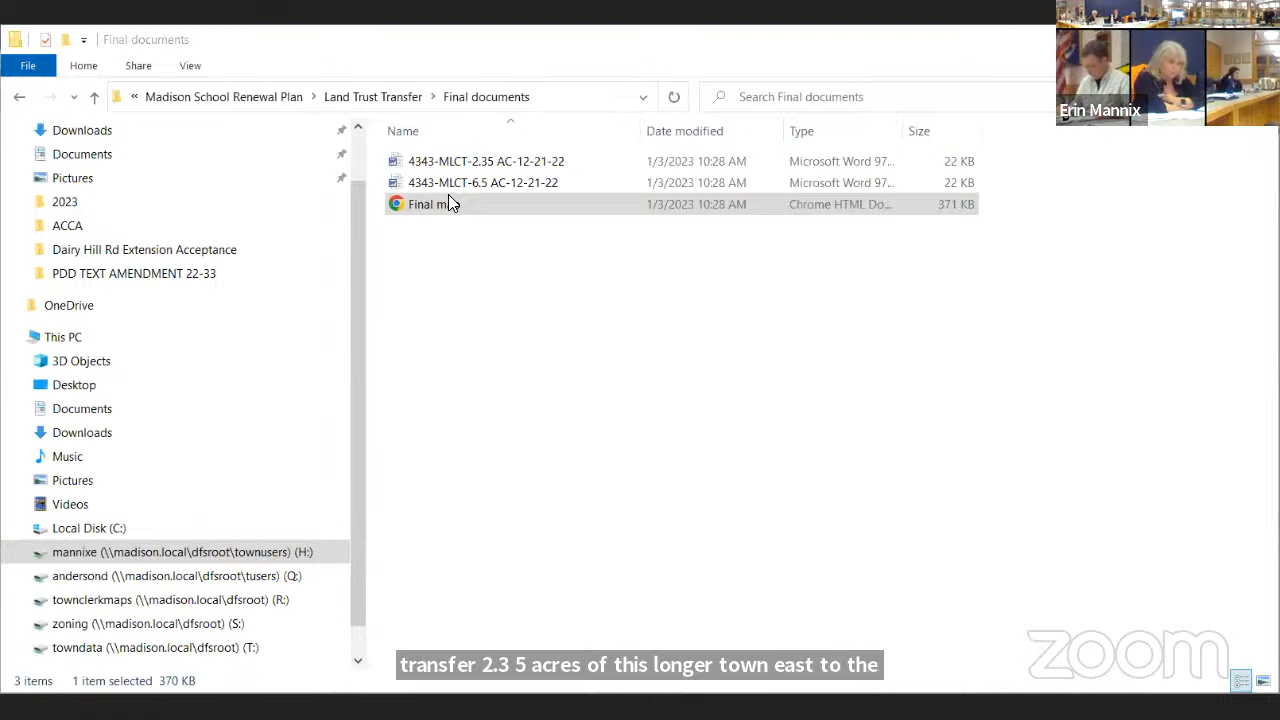 Final documents
File Home Share View
« Madison School Renewal Plan Land Trust Transfer Final documents
Search Final documents
Erin Mannix
Name Date modified Type Size
4343-MLCT-2.35 AC-12-21-22 1/3/2023 10:28 AM Microsoft Word 97... 22 KB
4343-MLCT-6.5 AC-12-21-22 1/3/2023 10:28 AM Microsoft Word 97... 22 KB
Final 1/3/2023 10:28 AM Chrome HTML Do... 371 KB
Downloads
Documents
Pictures
2023
ACCA
Dairy Hill Rd Extension Acceptance
PDD TEXT AMENDMENT 22-33
OneDrive
This PC
3D Objects
Desktop
Documents
Downloads
Music
Pictures
Videos
Local Disk (C:)
mannixe (\\madison.local\dfsroot\townusers) (H:)
andersond (\\madison.local\dfsroot\tusers) (Q:)
townclerkmaps (\\madison.local\dfsroot) (R:)
zoning (\\madison.local\dfsroot) (S:)
towndata (\\madison.local\dfsroot) (T:)
transfer 2.3 5 acres of this longer town east to the
zoom
3 items 1 item selected 370 KB